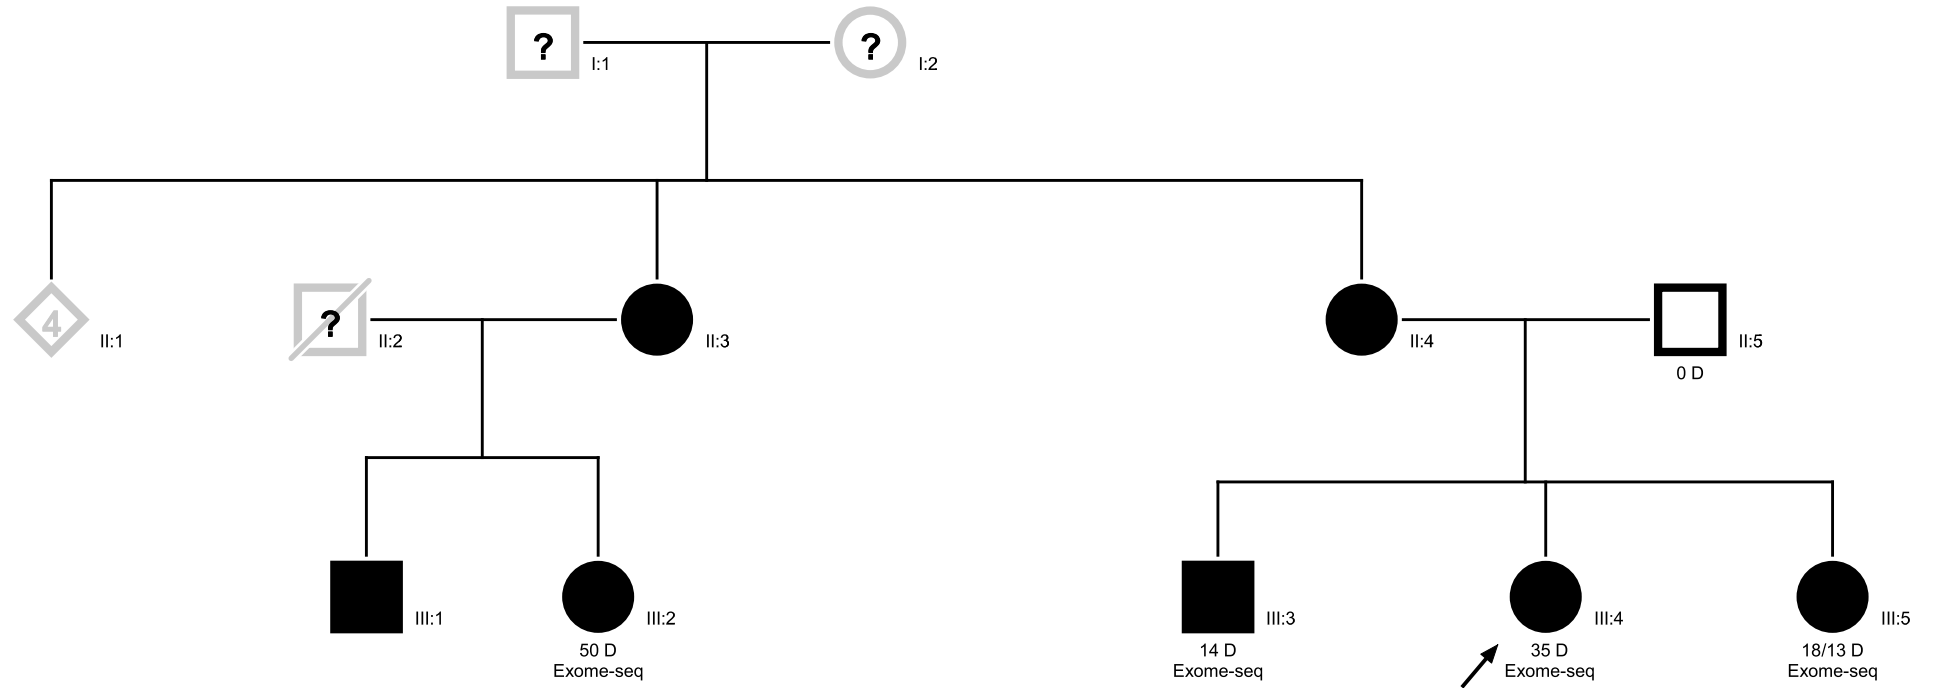 ? I:1 ? I:2
4 II:1 ? II:2 II:3 II:4 II:5
0 D
III:1 III:2 III:3 III:4 III:5
50 D 14 D 35 D 18/13 D
Exome-seq Exome-seq Exome-seq Exome-seq